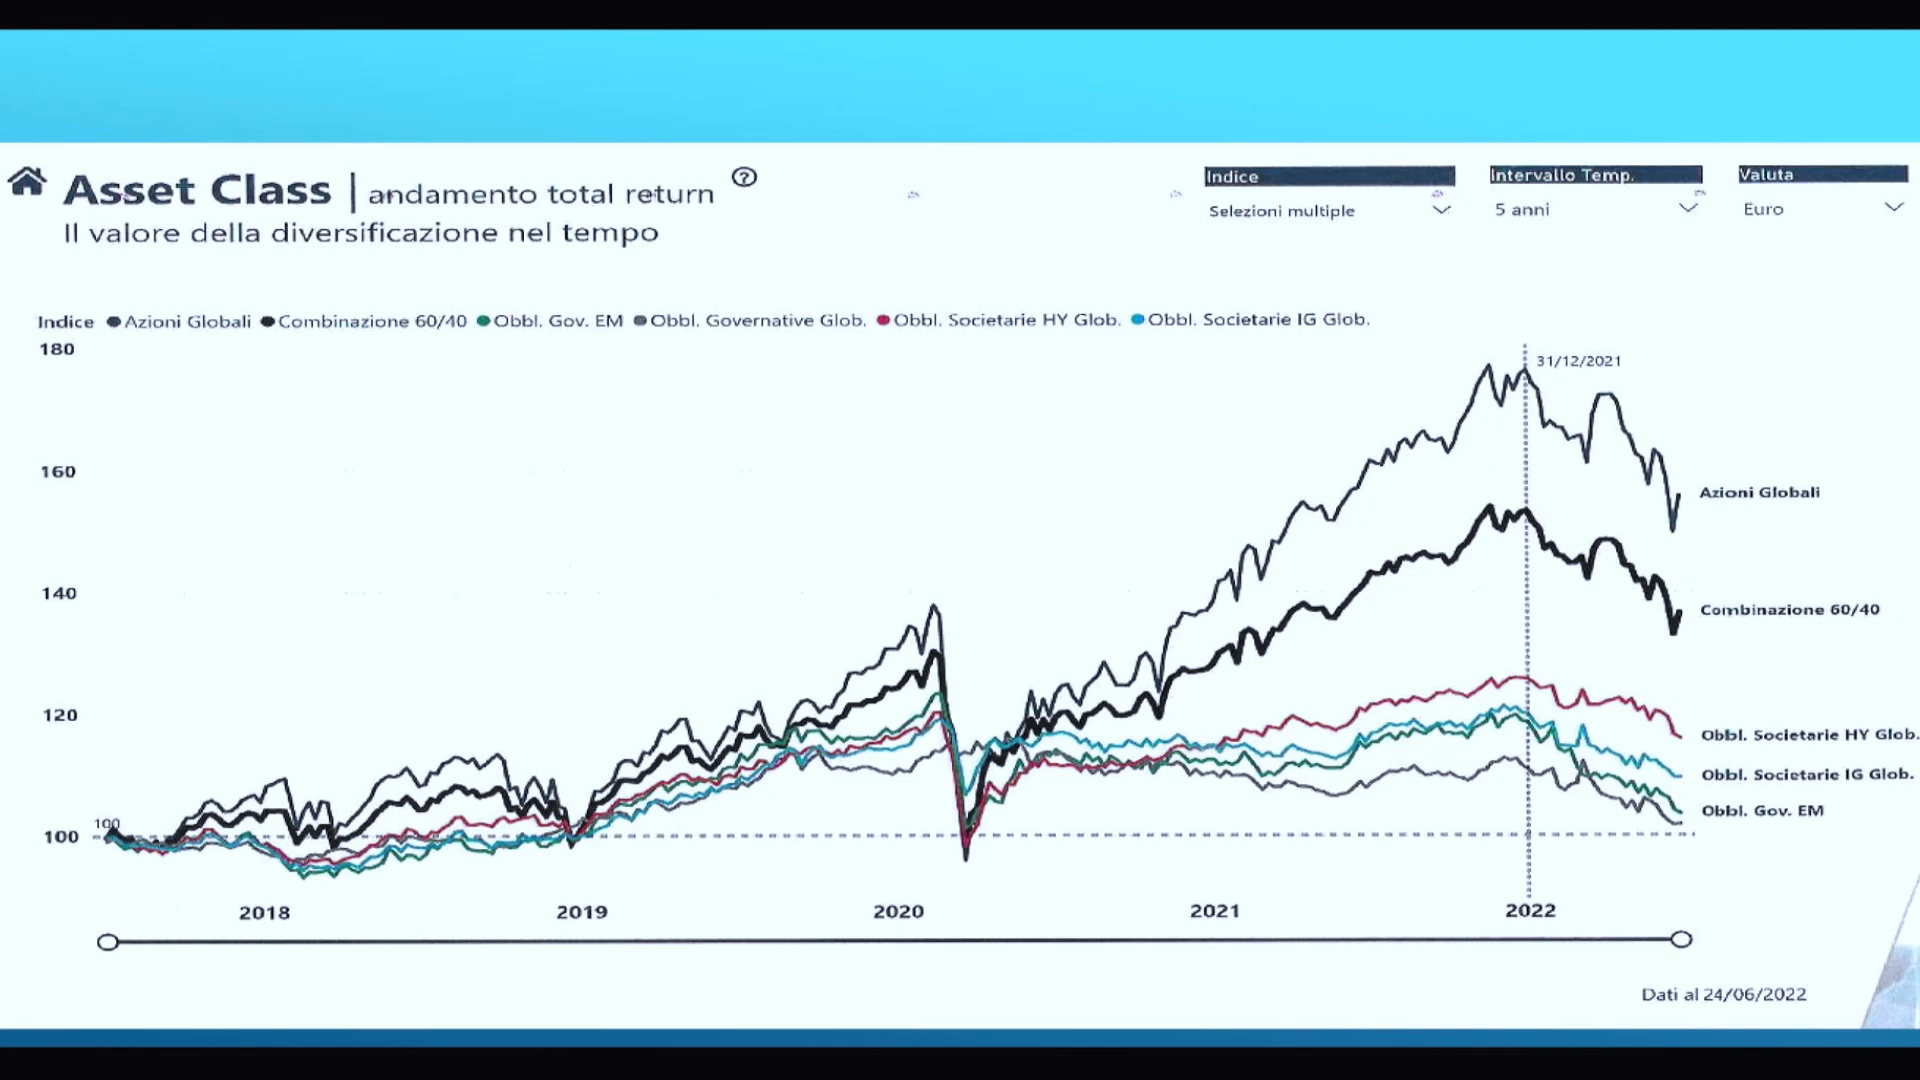 Asset Class | andamento total return ?
Il valore della diversificazione nel tempo
Indice
Selezioni multiple
Intervallo Temp.
5 anni
Valuta
Euro
Indice Azioni Globali Combinazione 60/40 Obbl. Gov. EM Obbl. Governative Glob. Obbl. Societarie HY Glob. Obbl. Societarie IG Glob.
180
31/12/2021
160
Azioni Globali
140
Combinazione 60/40
120
Obbl. Societarie HY Glob.
Obbl. Societarie IG Glob.
Obbl. Gov. EM
100
100
2018 2019 2020 2021 2022
Dati al 24/06/2022